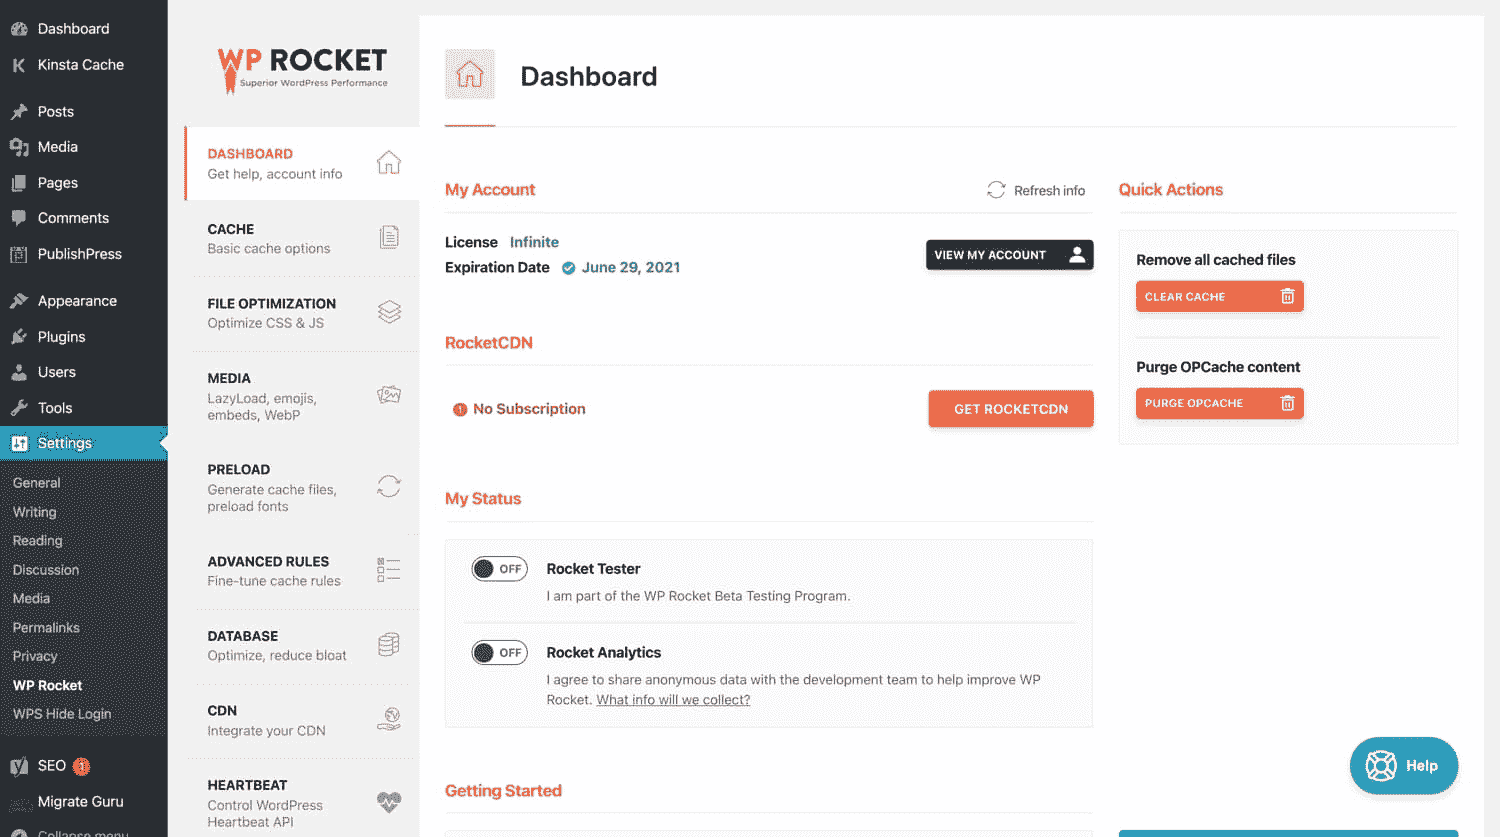 Dashboard
Kinsta Cache
Posts
Media
Pages
Comments
PublishPress
Appearance
Plugins
Users
Tools
Settings
General
Writing
Reading
Discussion
Media
Permalinks
Privacy
WP Rocket
WPS Hide Login
SEO 1
Migrate Guru
Collapse menu
WP ROCKET
Superior WordPress Performance
DASHBOARD
Get help, account info
CACHE
Basic cache options
FILE OPTIMIZATION
Optimize CSS & JS
MEDIA
LazyLoad, emojis,
embeds, WebP
PRELOAD
Generate cache files,
preload fonts
ADVANCED RULES
Fine-tune cache rules
DATABASE
Optimize, reduce bloat
CDN
Integrate your CDN
HEARTBEAT
Control WordPress
Heartbeat API
Dashboard
My Account
Refresh info
License Infinite
Expiration Date June 29, 2021
VIEW MY ACCOUNT
RocketCDN
No Subscription
GET ROCKETCDN
My Status
OFF Rocket Tester
I am part of the WP Rocket Beta Testing Program.
OFF Rocket Analytics
I agree to share anonymous data with the development team to help improve WP
Rocket. What info will we collect?
Getting Started
Quick Actions
Remove all cached files
CLEAR CACHE
Purge OPCache content
PURGE OPCACHE
Help